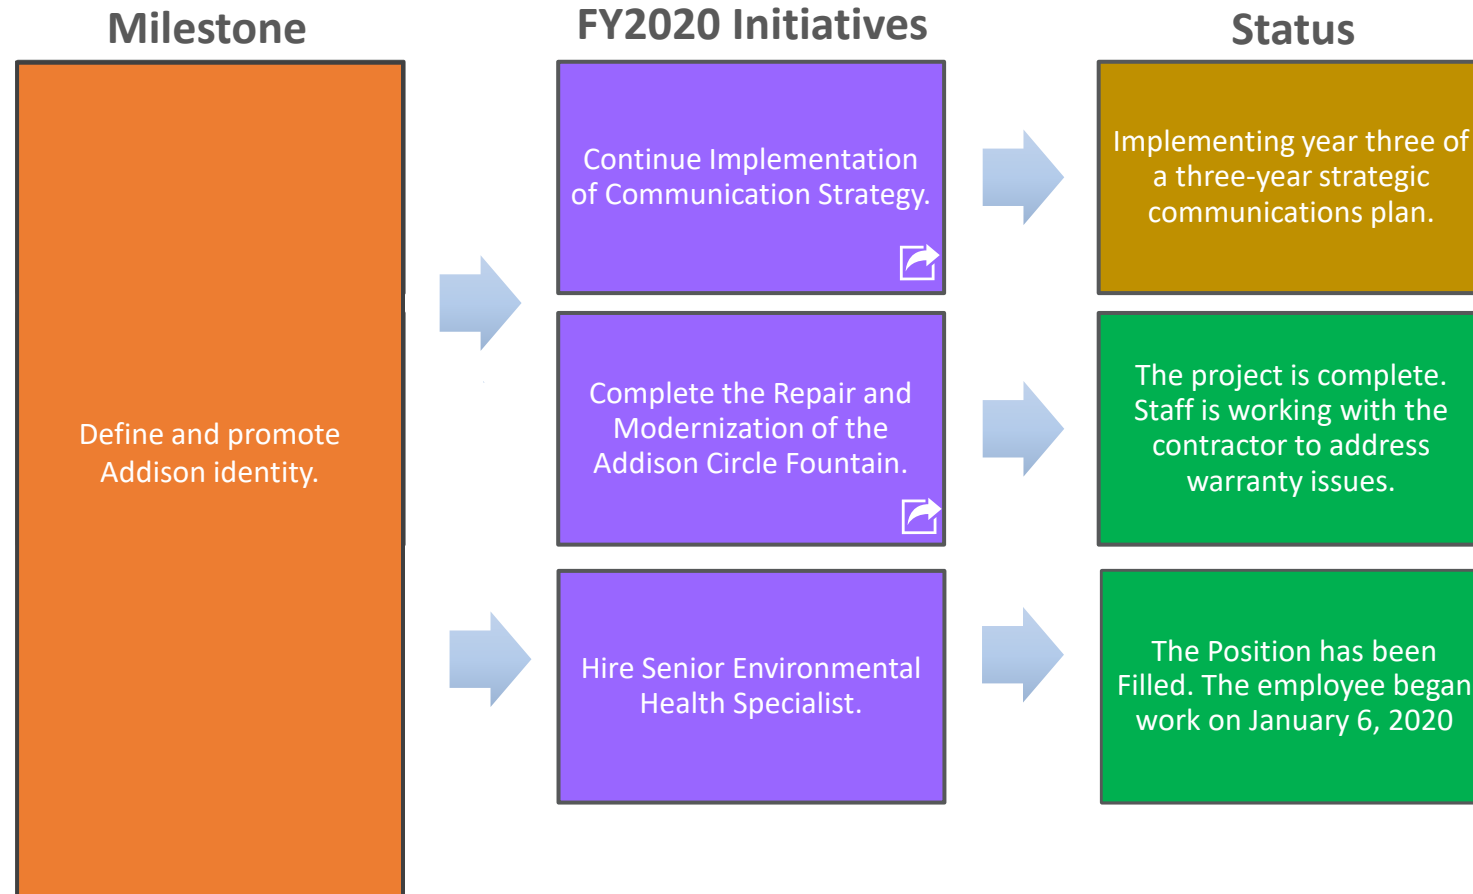 Milestone
FY2020 Initiatives
Status
Define and promote
Addison identity.
Continue Implementation
of Communication Strategy.
Implementing year three of
a three-year strategic
communications plan.
Complete the Repair and
Modernization of the
Addison Circle Fountain.
The project is complete.
Staff is working with the
contractor to address
warranty issues.
Hire Senior Environmental
Health Specialist.
The Position has been
Filled. The employee began
work on January 6, 2020